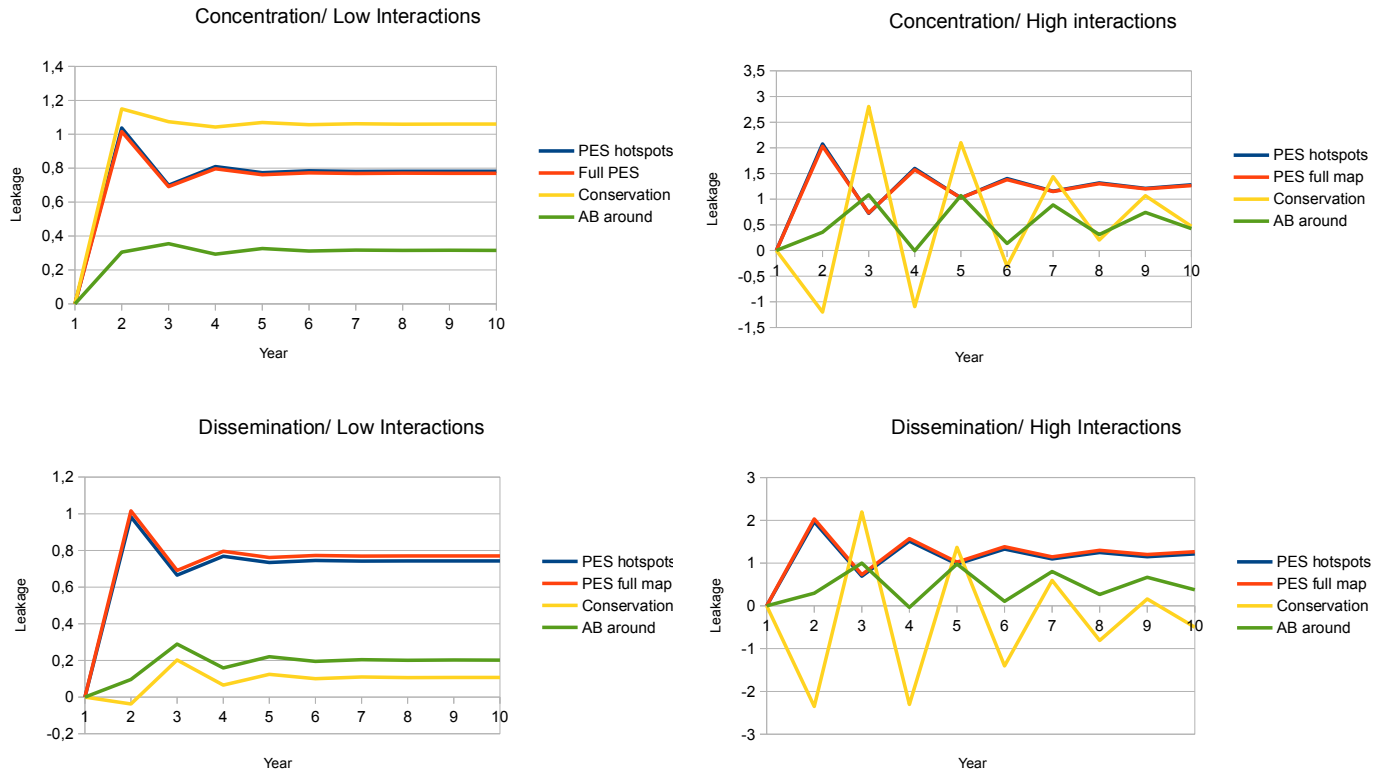 Concentration/ Low Interactions
1,4
1,2
1
0,8
0,6
0,4
0,2
0
1 2 3 4 5 6 7 8 9 10
Leakage
Year
PES hotspots
Full PES
Conservation
AB around
Concentration/ High interactions
3,5
3
2,5
2
1,5
1
0,5
0
-0,5
-1
-1,5
1 2 3 4 5 6 7 8 9 10
Leakage
Year
PES hotspots
PES full map
Conservation
AB around
Dissemination/ Low Interactions
1,2
1
0,8
0,6
0,4
0,2
0
-0,2
1 2 3 4 5 6 7 8 9 10
Leakage
Year
PES hotspots
PES full map
Conservation
AB around
Dissemination/ High Interactions
3
2
1
0
-1
-2
-3
1 2 3 4 5 6 7 8 9 10
Leakage
Year
PES hotspots
PES full map
Conservation
AB around